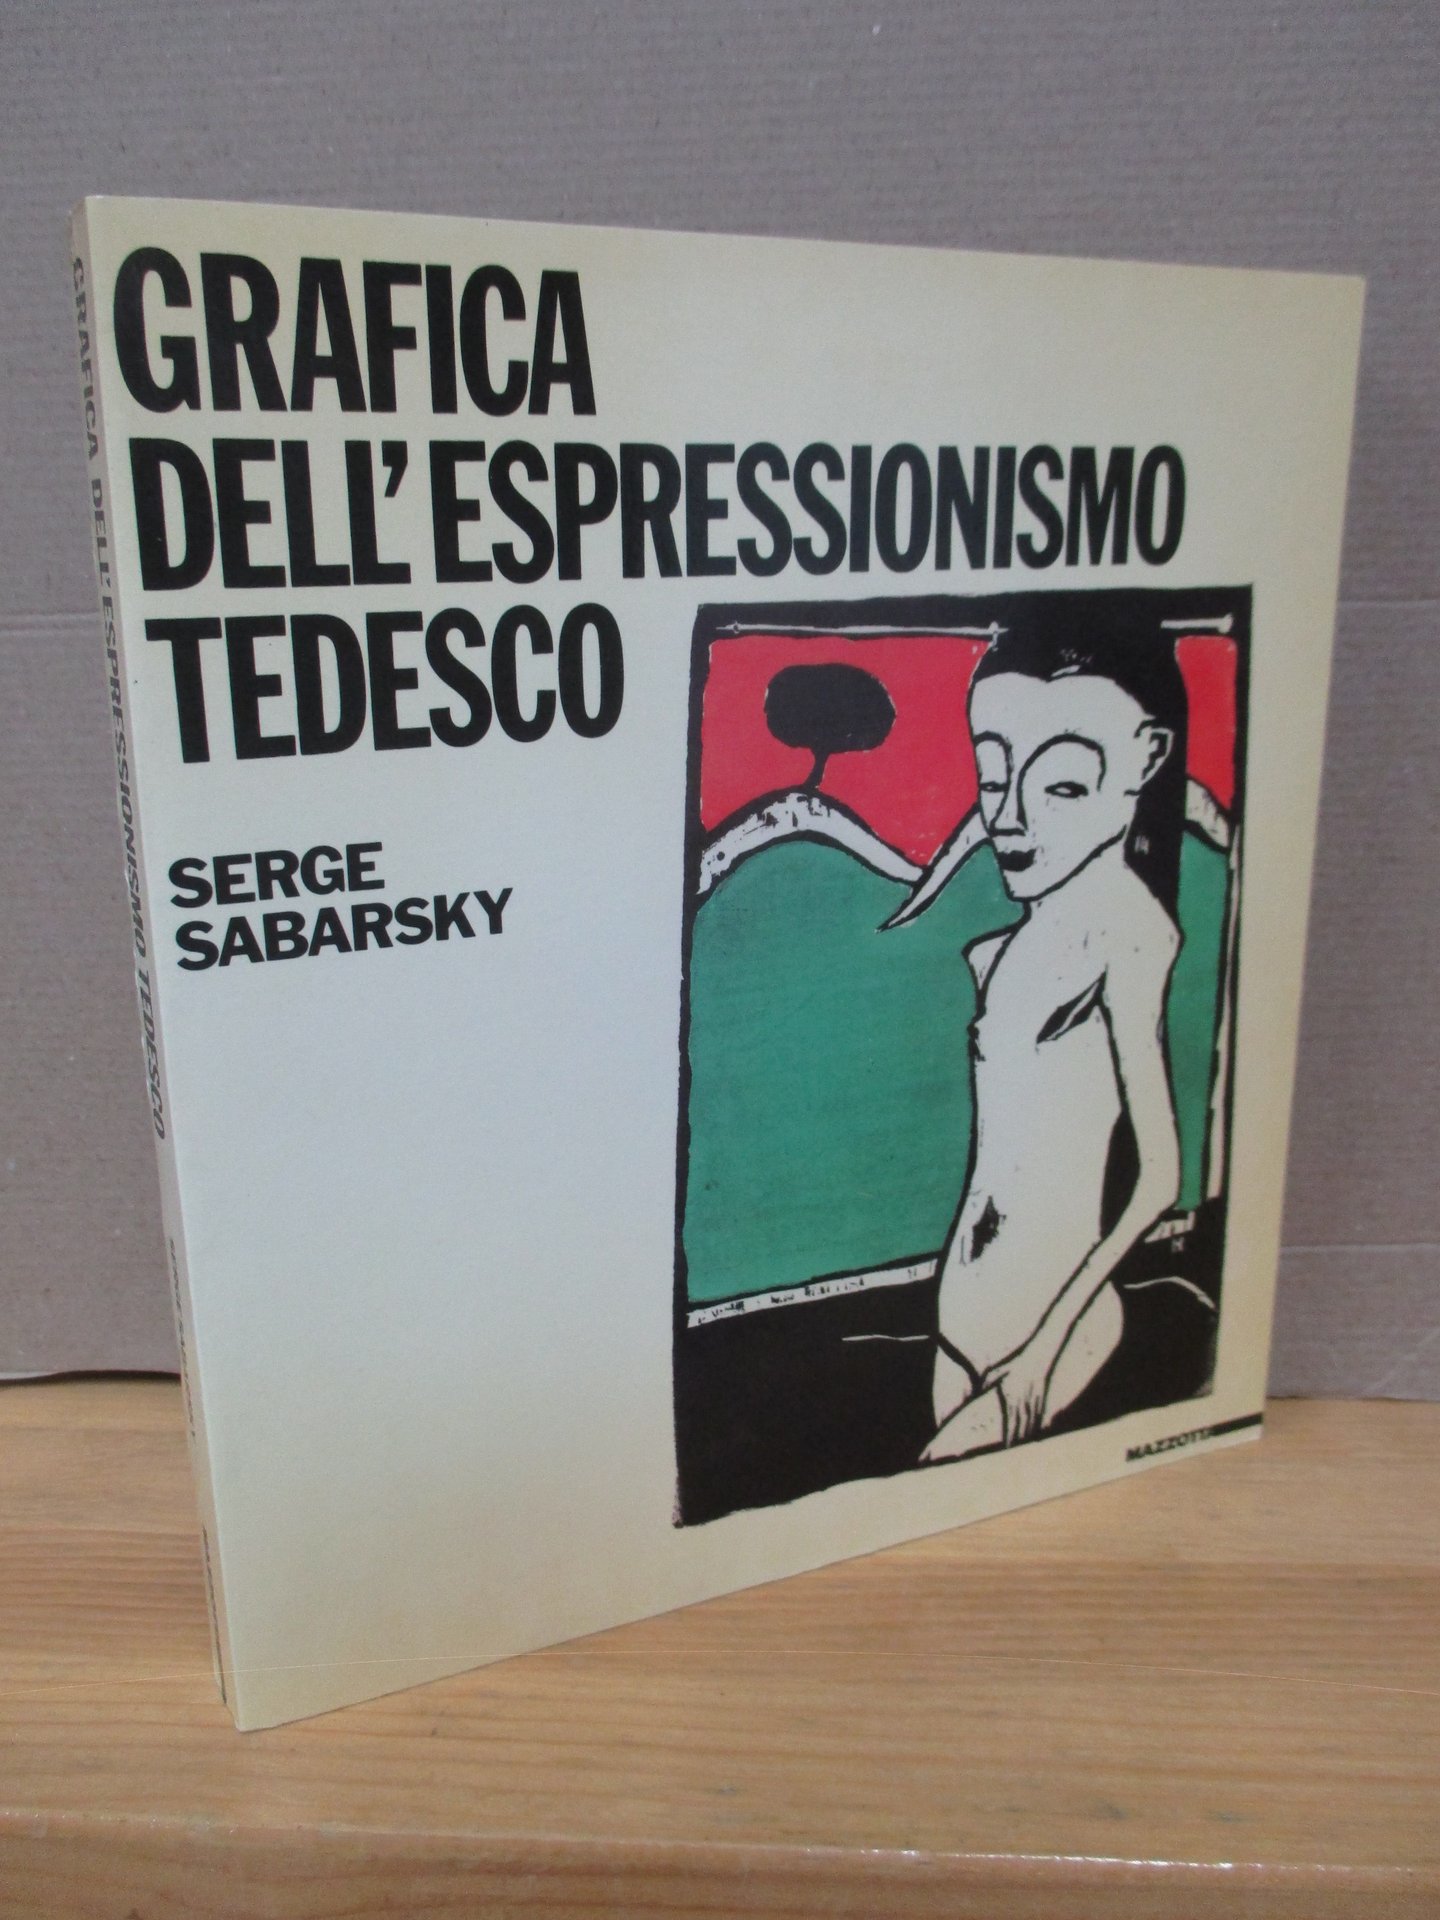 GRAFICA
DELL'ESPRESSIONISMO
TEDESCO
SERGE
SABARSKY
MAZZOTTA
GRAFICA DELL'ESPRESSIONISMO TEDESCO